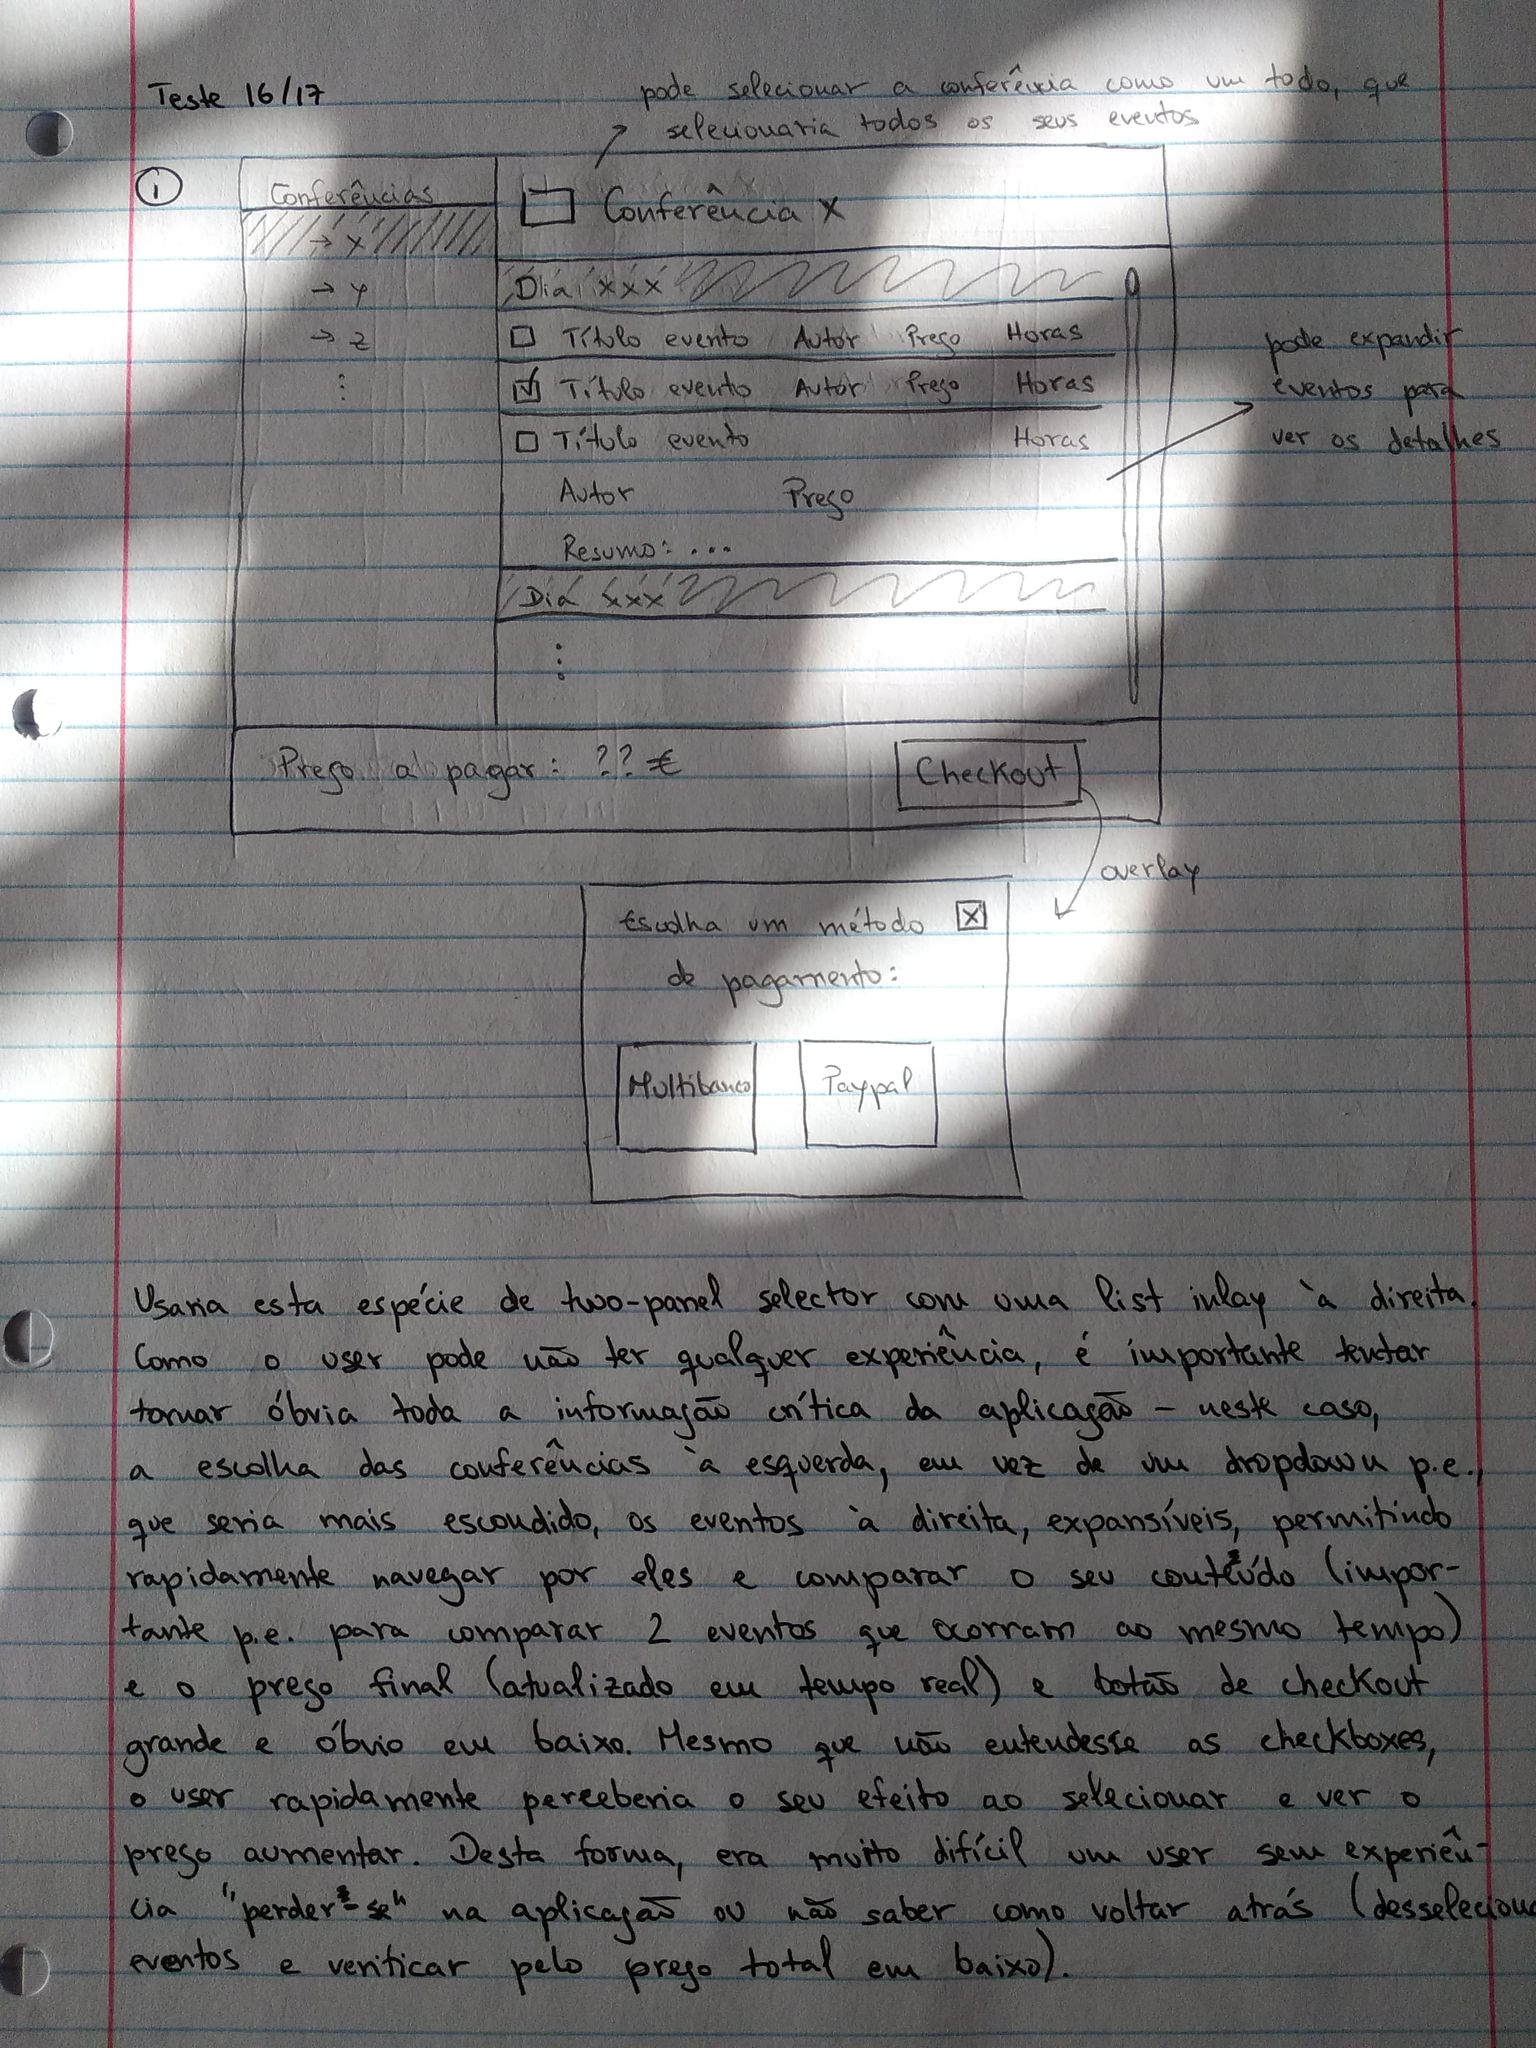 Teste 16/17
pode selecionar a conferência como um todo, que
selecionaria todos os seus eventos
1
Conferências
→ X
→ Y
→ Z
⋮
Conferência X
Dia xxx
Título evento Autor Preço Horas
Título evento Autor Preço Horas
Título evento Horas
Autor Preço
Resumo: ...
Dia xxx
⋮
pode expandir
eventos para
ver os detalhes
Preço a pagar: ??€
Checkout
overlay
Escolha um método X
de pagamento:
Multibanco Paypal
Usaria esta espécie de two-panel selector com uma list inlay à direita.
Como o user pode não ter qualquer experiência, é importante tentar
tornar óbvia toda a informação crítica da aplicação - neste caso,
a escolha das conferências à esquerda, em vez de um dropdown p.e.,
que seria mais escondido, os eventos à direita, expansíveis, permitindo
rapidamente navegar por eles e comparar o seu conteúdo (impor-
tante p.e. para comparar 2 eventos que ocorram ao mesmo tempo)
e o preço final (atualizado em tempo real) e botão de checkout
grande e óbvio em baixo. Mesmo que não entendesse as checkboxes,
o user rapidamente perceberia o seu efeito ao selecionar e ver o
preço aumentar. Desta forma, era muito difícil um user sem experiên-
cia "perder-se" na aplicação ou não saber como voltar atrás (desseleciona
eventos e verificar pelo preço total em baixo).